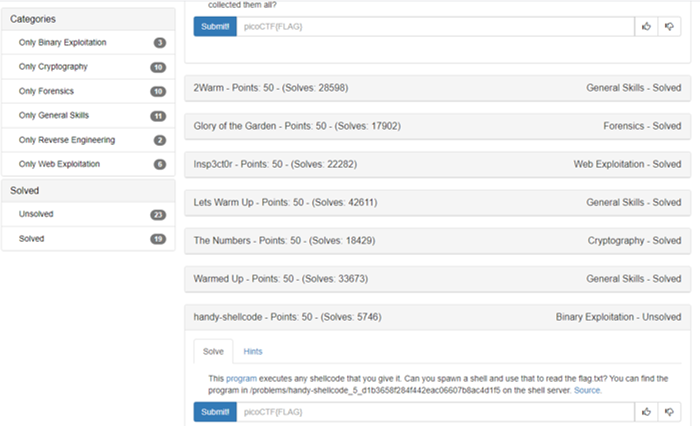 Categories
Only Binary Exploitation 3
Only Cryptography 10
Only Forensics 10
Only General Skills 11
Only Reverse Engineering 2
Only Web Exploitation 6
Solved
Unsolved 23
Solved 19
collected them all?
Submit! picoCTF{FLAG}
2Warm - Points: 50 - (Solves: 28598) General Skills - Solved
Glory of the Garden - Points: 50 - (Solves: 17902) Forensics - Solved
Insp3ct0r - Points: 50 - (Solves: 22282) Web Exploitation - Solved
Lets Warm Up - Points: 50 - (Solves: 42611) General Skills - Solved
The Numbers - Points: 50 - (Solves: 18429) Cryptography - Solved
Warmed Up - Points: 50 - (Solves: 33673) General Skills - Solved
handy-shellcode - Points: 50 - (Solves: 5746) Binary Exploitation - Unsolved
Solve Hints
This program executes any shellcode that you give it. Can you spawn a shell and use that to read the flag.txt? You can find the
program in /problems/handy-shellcode_5_d1b3658f284f442eac06607b8ac4d1f5 on the shell server. Source.
Submit! picoCTF{FLAG}